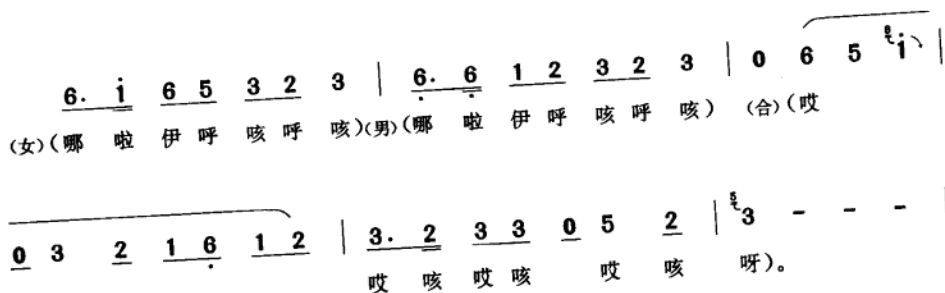 6. i 6 5 3 2 3 | 6. 6 1 2 3 2 3 | 0 6 5 6 i |
(女)(哪 啦 伊 呼 咳 呼 咳)(男)(哪 啦 伊 呼 咳 呼 咳) (合)(哎
0 3 2 1 6 1 2 | 3. 2 3 3 0 5 2 | 5 3 - - - |
哎 咳 哎 咳 哎 咳 呀)。